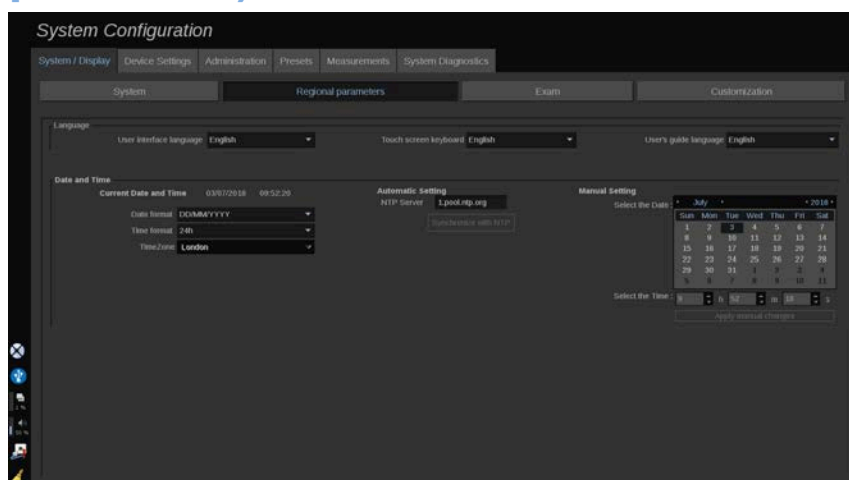 System Configuration
System / Display Device Settings Administration Presets Measurements System Diagnostics
System Regional parameters Exam Customization
Language
User interface language English Touch screen keyboard English User's guide language English
Date and Time
Current Date and Time 03/07/2018 09:52:20
Date format DD/MM/YYYY
Time format 24h
TimeZone London
Automatic Setting
NTP Server 1.pool.ntp.org
Synchronize with NTP
Manual Setting
Select the Date: July 2018
Sun Mon Tue Wed Thu Fri Sat
1 2 3 4 5 6 7
8 9 10 11 12 13 14
15 16 17 18 19 20 21
22 23 24 25 26 27 28
29 30 31 1 2 3 4
5 6 7 8 9 10 11
Select the Time: 9 h 52 m 18 s
Apply manual changes